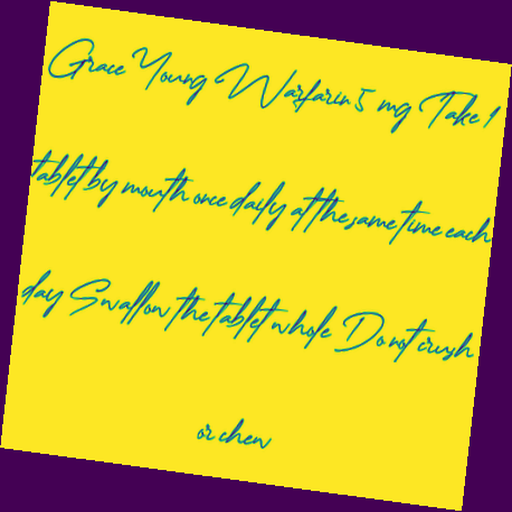 Grace Young Warfarin 5 mg Take 1
tablet by mouth once daily at the same time each
day Swallow the tablet whole Do not crush
or chew